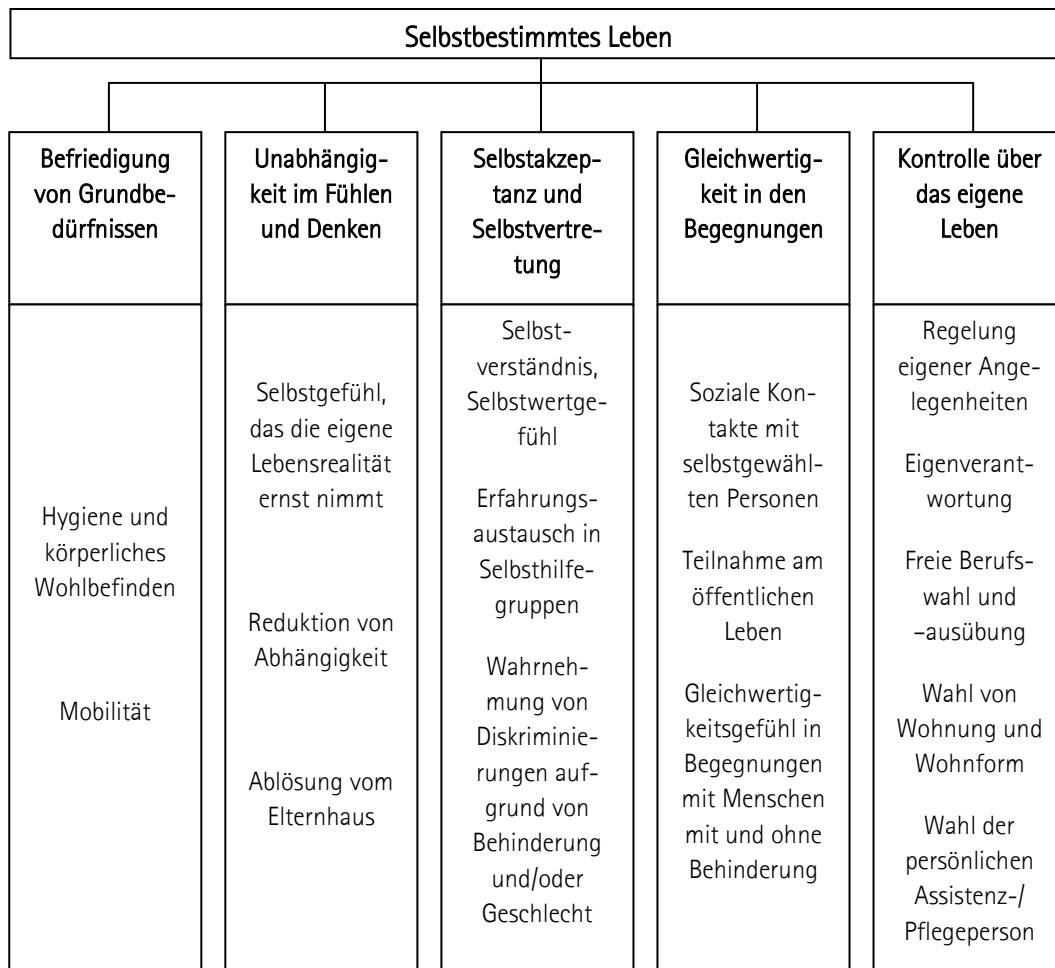 Selbstbestimmtes Leben
Befriedigung
von Grundbe-
dürfnissen
Unabhängig-
keit im Fühlen
und Denken
Selbstakzep-
tanz und
Selbstvertre-
tung
Gleichwertig-
keit in den
Begegnungen
Kontrolle über
das eigene
Leben
Hygiene und
körperliches
Wohlbefinden
Mobilität
Selbstgefühl,
das die eigene
Lebensrealität
ernst nimmt
Reduktion von
Abhängigkeit
Ablösung vom
Elternhaus
Selbst-
verständnis,
Selbstwertge-
fühl
Erfahrungs-
austausch in
Selbsthilfe-
gruppen
Wahrneh-
mung von
Diskriminie-
rungen auf-
grund von
Behinderung
und/oder
Geschlecht
Soziale Kon-
takte mit
selbstgewähl-
ten Personen
Teilnahme am
öffentlichen
Leben
Gleichwertig-
keitsgefühl in
Begegnungen
mit Menschen
mit und ohne
Behinderung
Regelung
eigener Ange-
legenheiten
Eigenverant-
wortung
Freie Berufs-
wahl und
-ausübung
Wahl von
Wohnung und
Wohnform
Wahl der
persönlichen
Assistenz-/
Pflegeperson